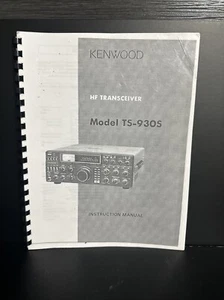 KENWOOD
HF TRANSCEIVER
Model TS-930S
INSTRUCTION MANUAL